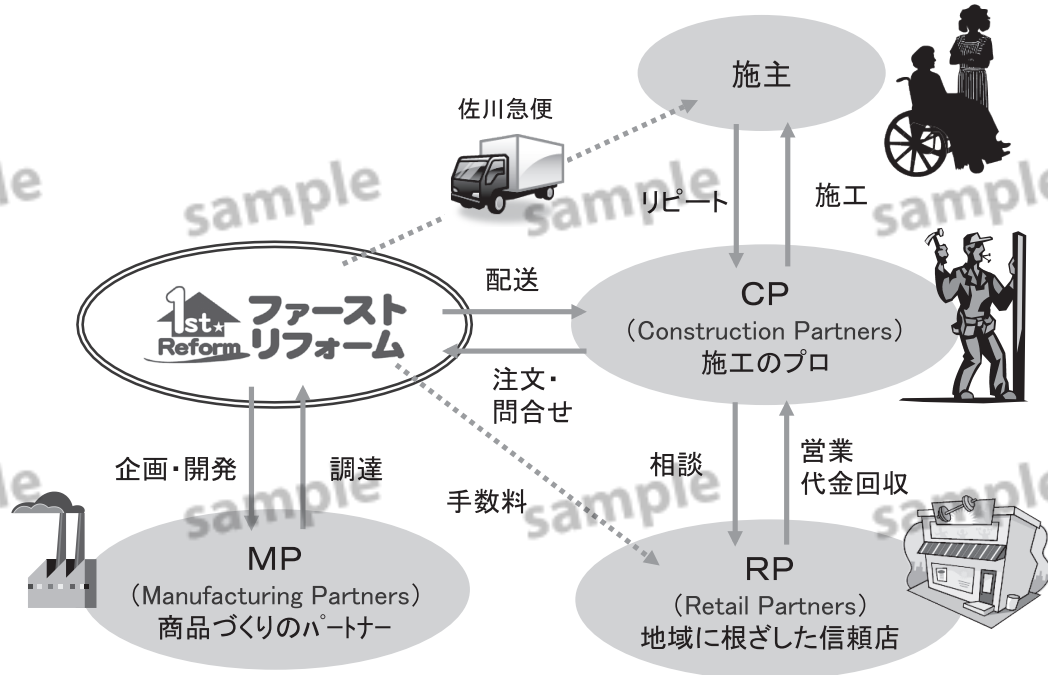 施主
佐川急便
sample
sample
sample
sample
リピート
施工
1st
Reform
ファースト
リフォーム
配送
CP
(Construction Partners)
施工のプロ
注文・
問合せ
企画・開発
調達
手数料
相談
営業
代金回収
sample
sample
sample
sample
MP
(Manufacturing Partners)
商品づくりのパートナー
RP
(Retail Partners)
地域に根ざした信頼店